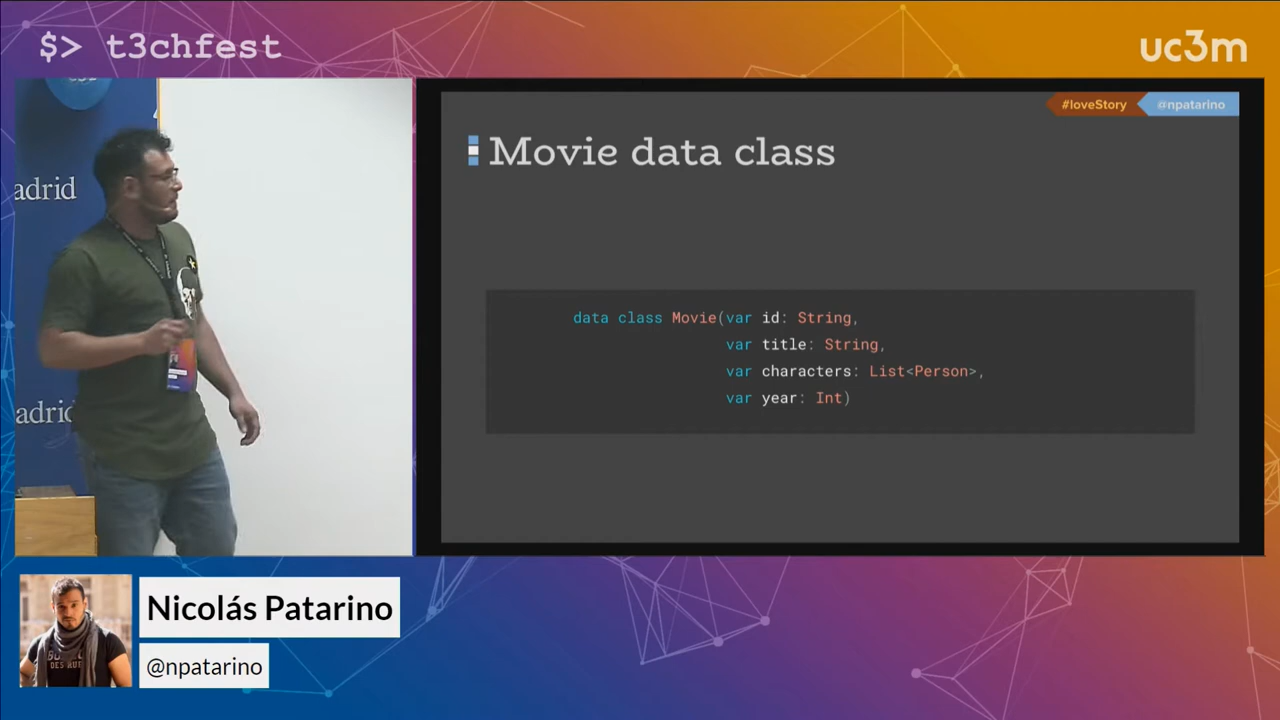 $> t3chfest
uc3m
adrid
adrid
#loveStory
@npatarino
Movie data class
data class Movie(var id: String,
var title: String,
var characters: List<Person>,
var year: Int)
Nicolás Patarino
@npatarino